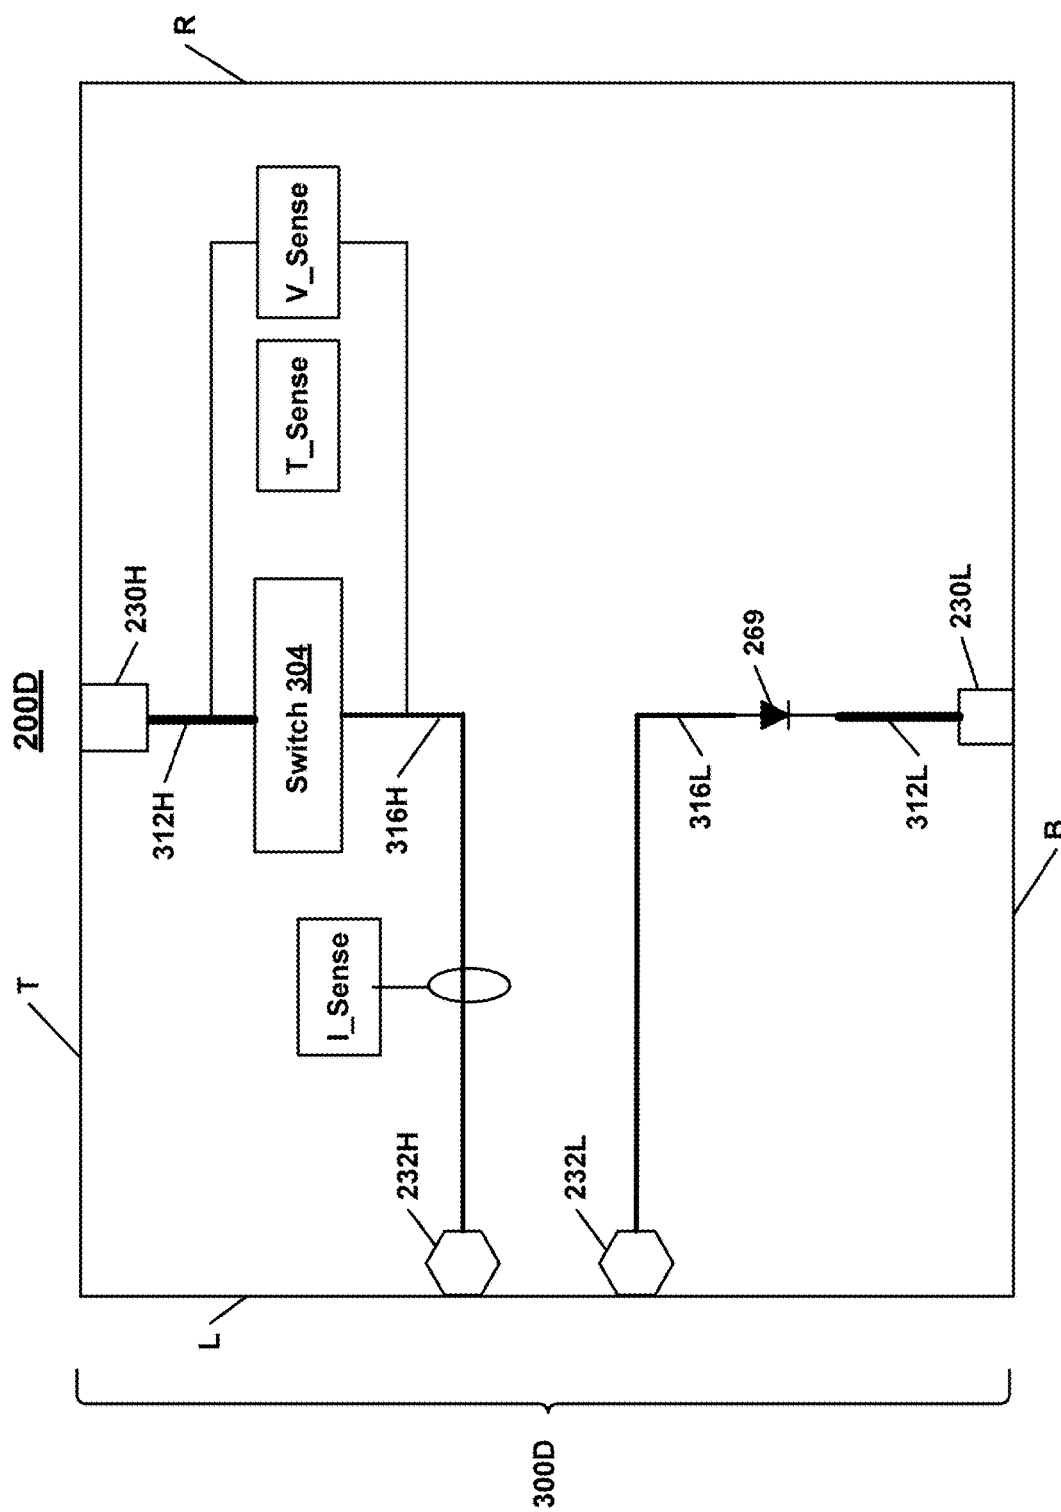 200D
T
R
230H
312H
L
I_Sense
Switch 304
T_Sense
V_Sense
316H
232H
300D
232L
316L
269
312L
230L
B